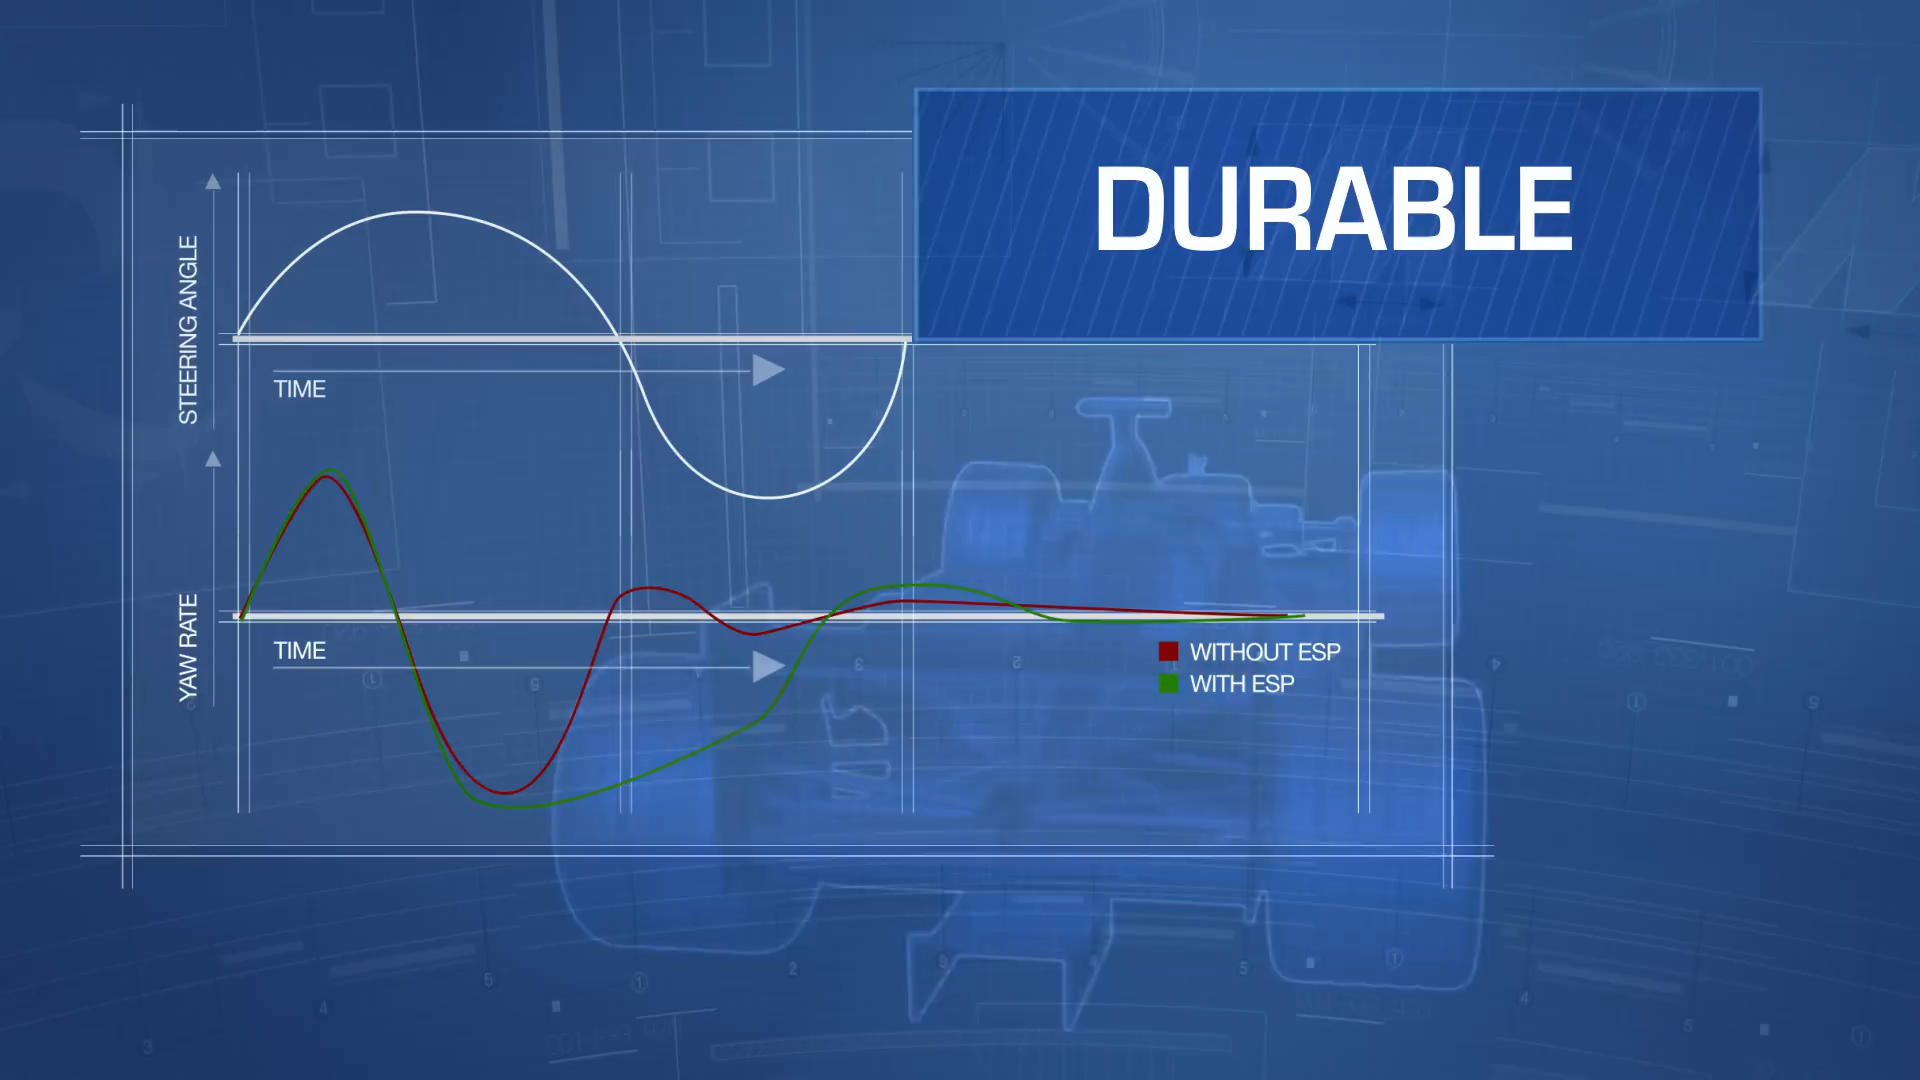 DURABLE
STEERING ANGLE
TIME
YAW RATE
TIME
WITHOUT ESP
WITH ESP